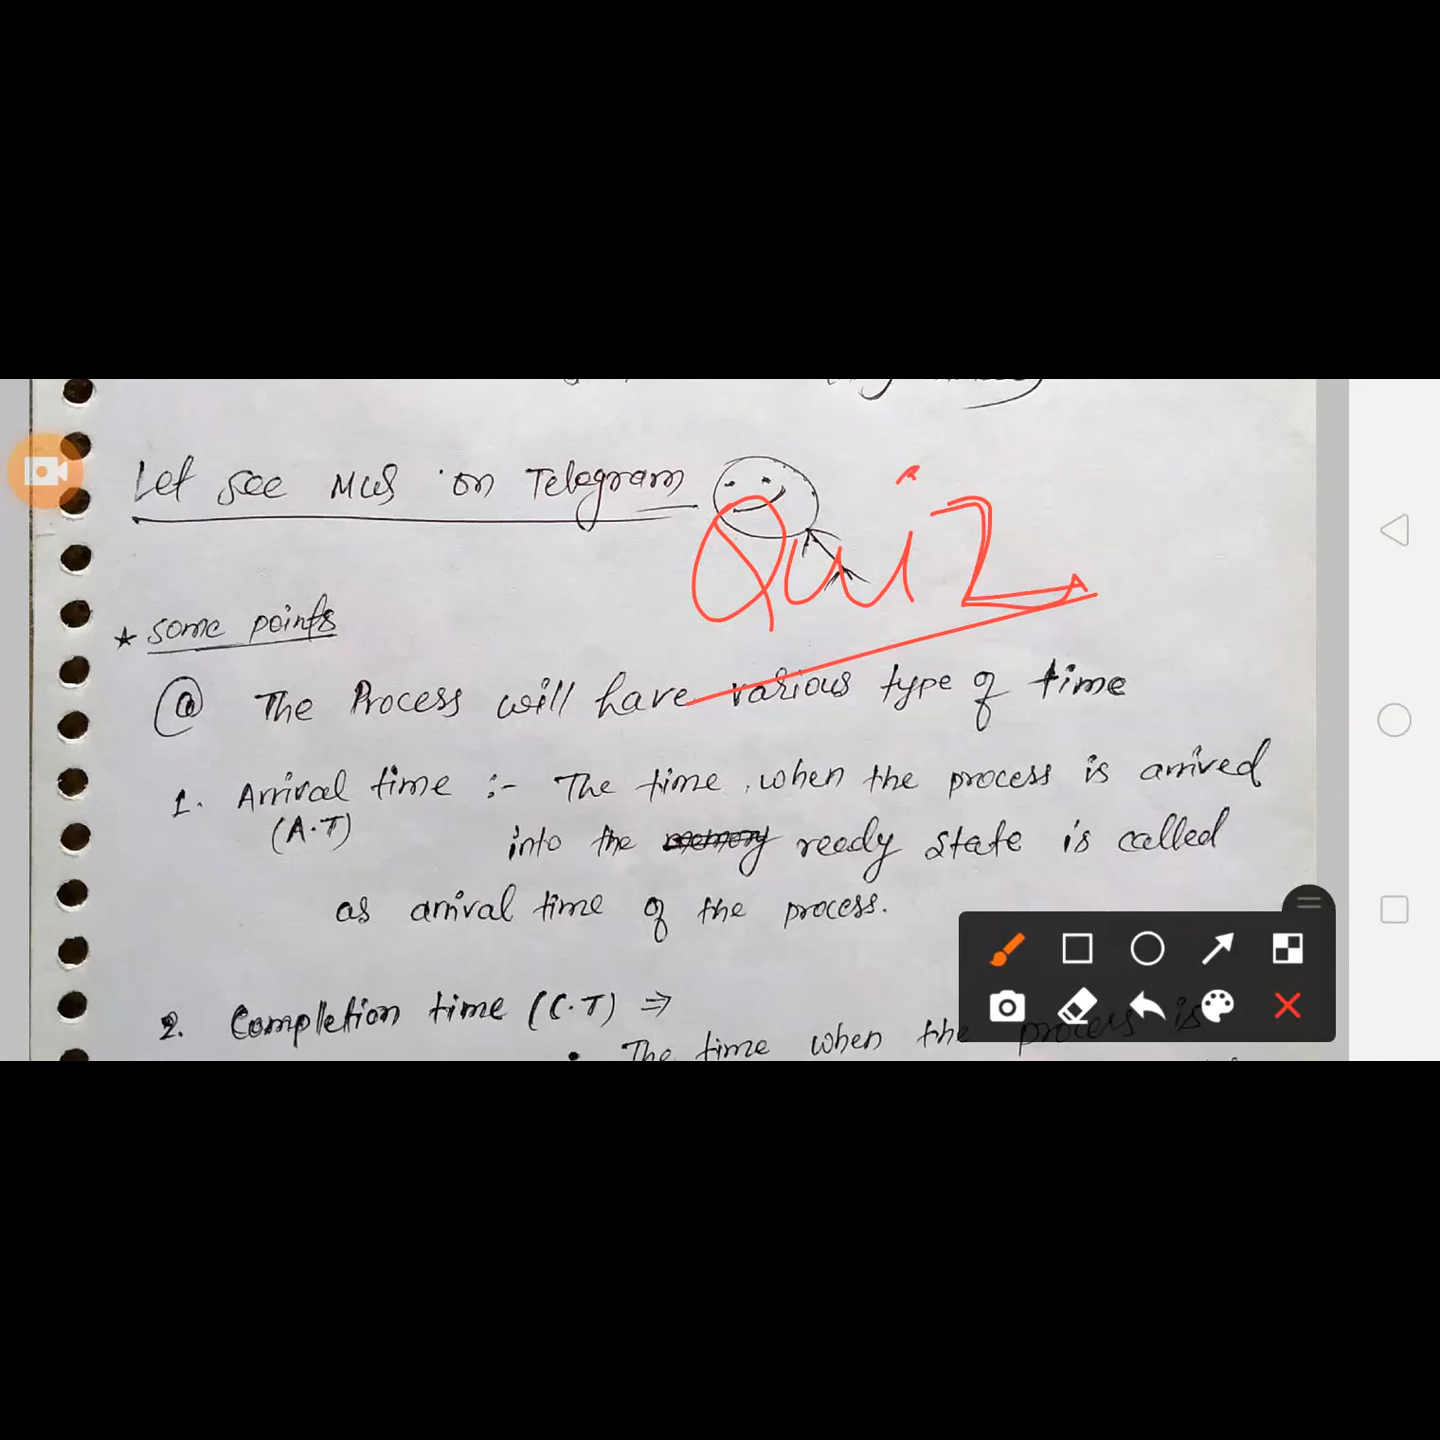 Let see MCQ on Telegram
Quiz
★ some points
@ The Process will have various type of time
1. Arrival time :- The time when the process is arrived
(A.T) into the memory ready state is called
as arrival time of the process.
2. Completion time (C.T) ⇒
• The time when the process is